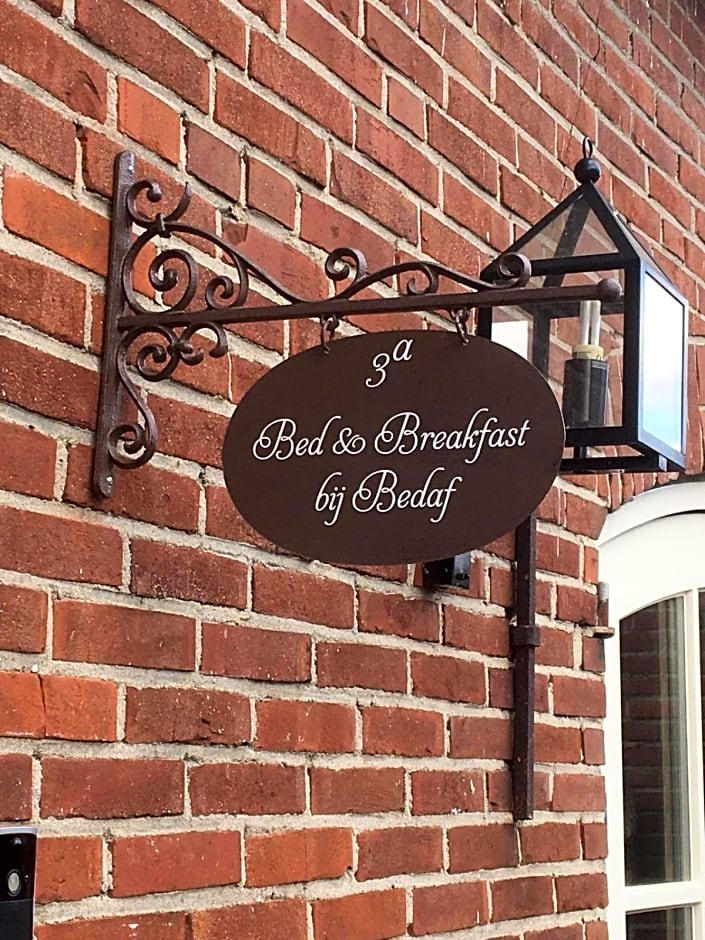 3a
Bed & Breakfast
bij Bedaf